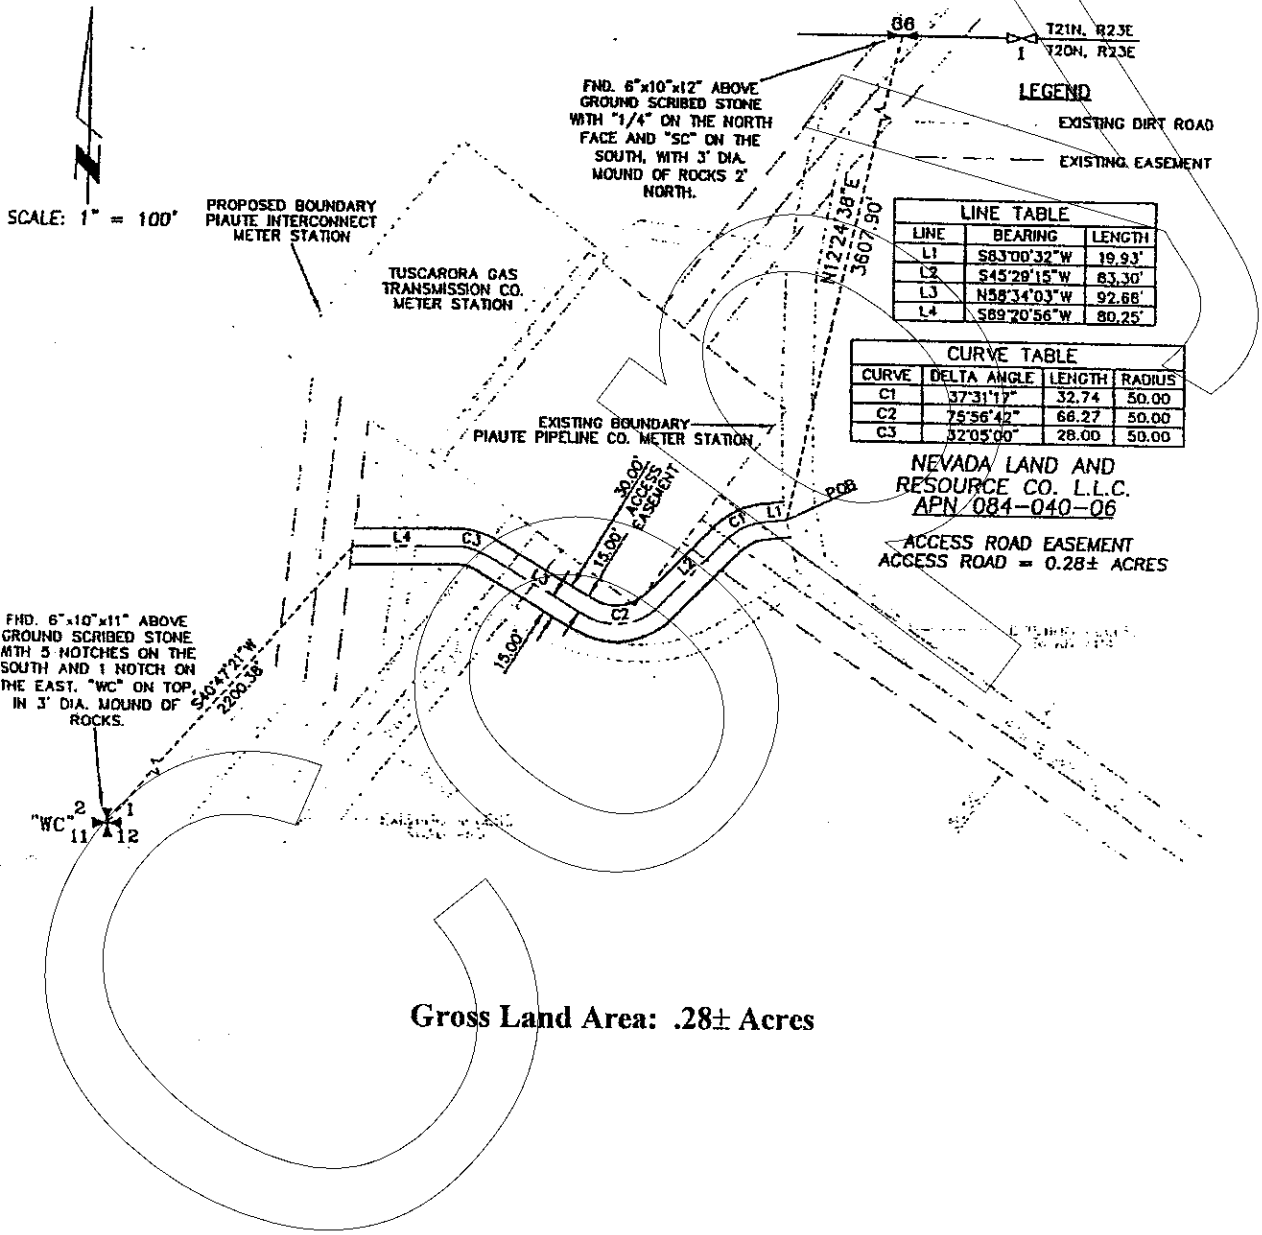 36
T21N, R23E
1 T20N, R23E
LEGEND
EXISTING DIRT ROAD
EXISTING EASEMENT
FND. 6"x10"x12" ABOVE
GROUND SCRIBED STONE
WITH "1/4" ON THE NORTH
FACE AND "SC" ON THE
SOUTH, WITH 3' DIA.
MOUND OF ROCKS 2'
NORTH.
SCALE: 1" = 100'
PROPOSED BOUNDARY
PIAUTE INTERCONNECT
METER STATION
TUSCARORA GAS
TRANSMISSION CO.
METER STATION
N12°24'38"E
3607.90'
LINE TABLE
LINE BEARING LENGTH
L1 S83°00'32"W 19.93'
L2 S45°29'15"W 83.30'
L3 N58°34'03"W 92.68'
L4 S89°20'56"W 80.25'
CURVE TABLE
CURVE DELTA ANGLE LENGTH RADIUS
C1 37°31'17" 32.74 50.00
C2 75°56'42" 66.27 50.00
C3 32°05'00" 28.00 50.00
EXISTING BOUNDARY
PIAUTE PIPELINE CO. METER STATION
NEVADA LAND AND
RESOURCE CO. L.L.C.
APN 084-040-06
ACCESS ROAD EASEMENT
ACCESS ROAD = 0.28± ACRES
POB
30.00'
ACCESS
EASEMENT
15.00'
15.00'
L4 C3 L3 C2 L2 C1 L1
FND. 6"x10"x11" ABOVE
GROUND SCRIBED STONE
WITH 5 NOTCHES ON THE
SOUTH AND 1 NOTCH ON
THE EAST. "WC" ON TOP,
IN 3' DIA. MOUND OF
ROCKS.
S40°47'21"W
2200.38'
"WC" 2 1
11 12
Gross Land Area: .28± Acres